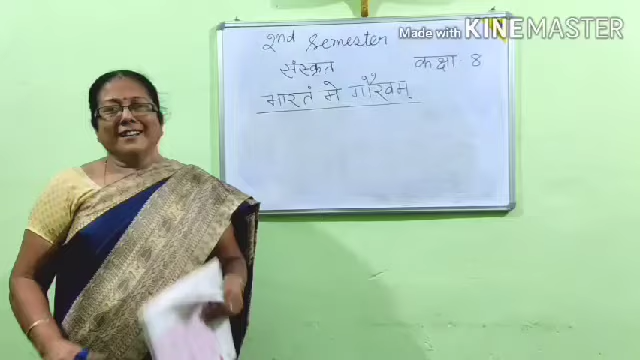 Made with KINEMASTER
2nd Semester
संस्कृत कक्षा 8
भारतं मे गौरवम्